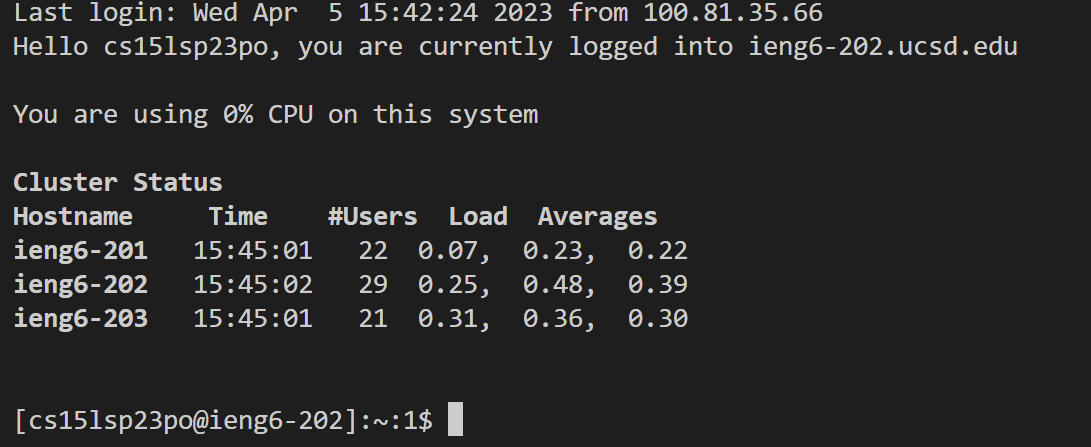 Last login: Wed Apr  5 15:42:24 2023 from 100.81.35.66
Hello cs15lsp23po, you are currently logged into ieng6-202.ucsd.edu
You are using 0% CPU on this system
Cluster Status
Hostname     Time    #Users  Load  Averages
ieng6-201   15:45:01   22  0.07,  0.23,  0.22
ieng6-202   15:45:02   29  0.25,  0.48,  0.39
ieng6-203   15:45:01   21  0.31,  0.36,  0.30
[cs15lsp23po@ieng6-202]:~:1$